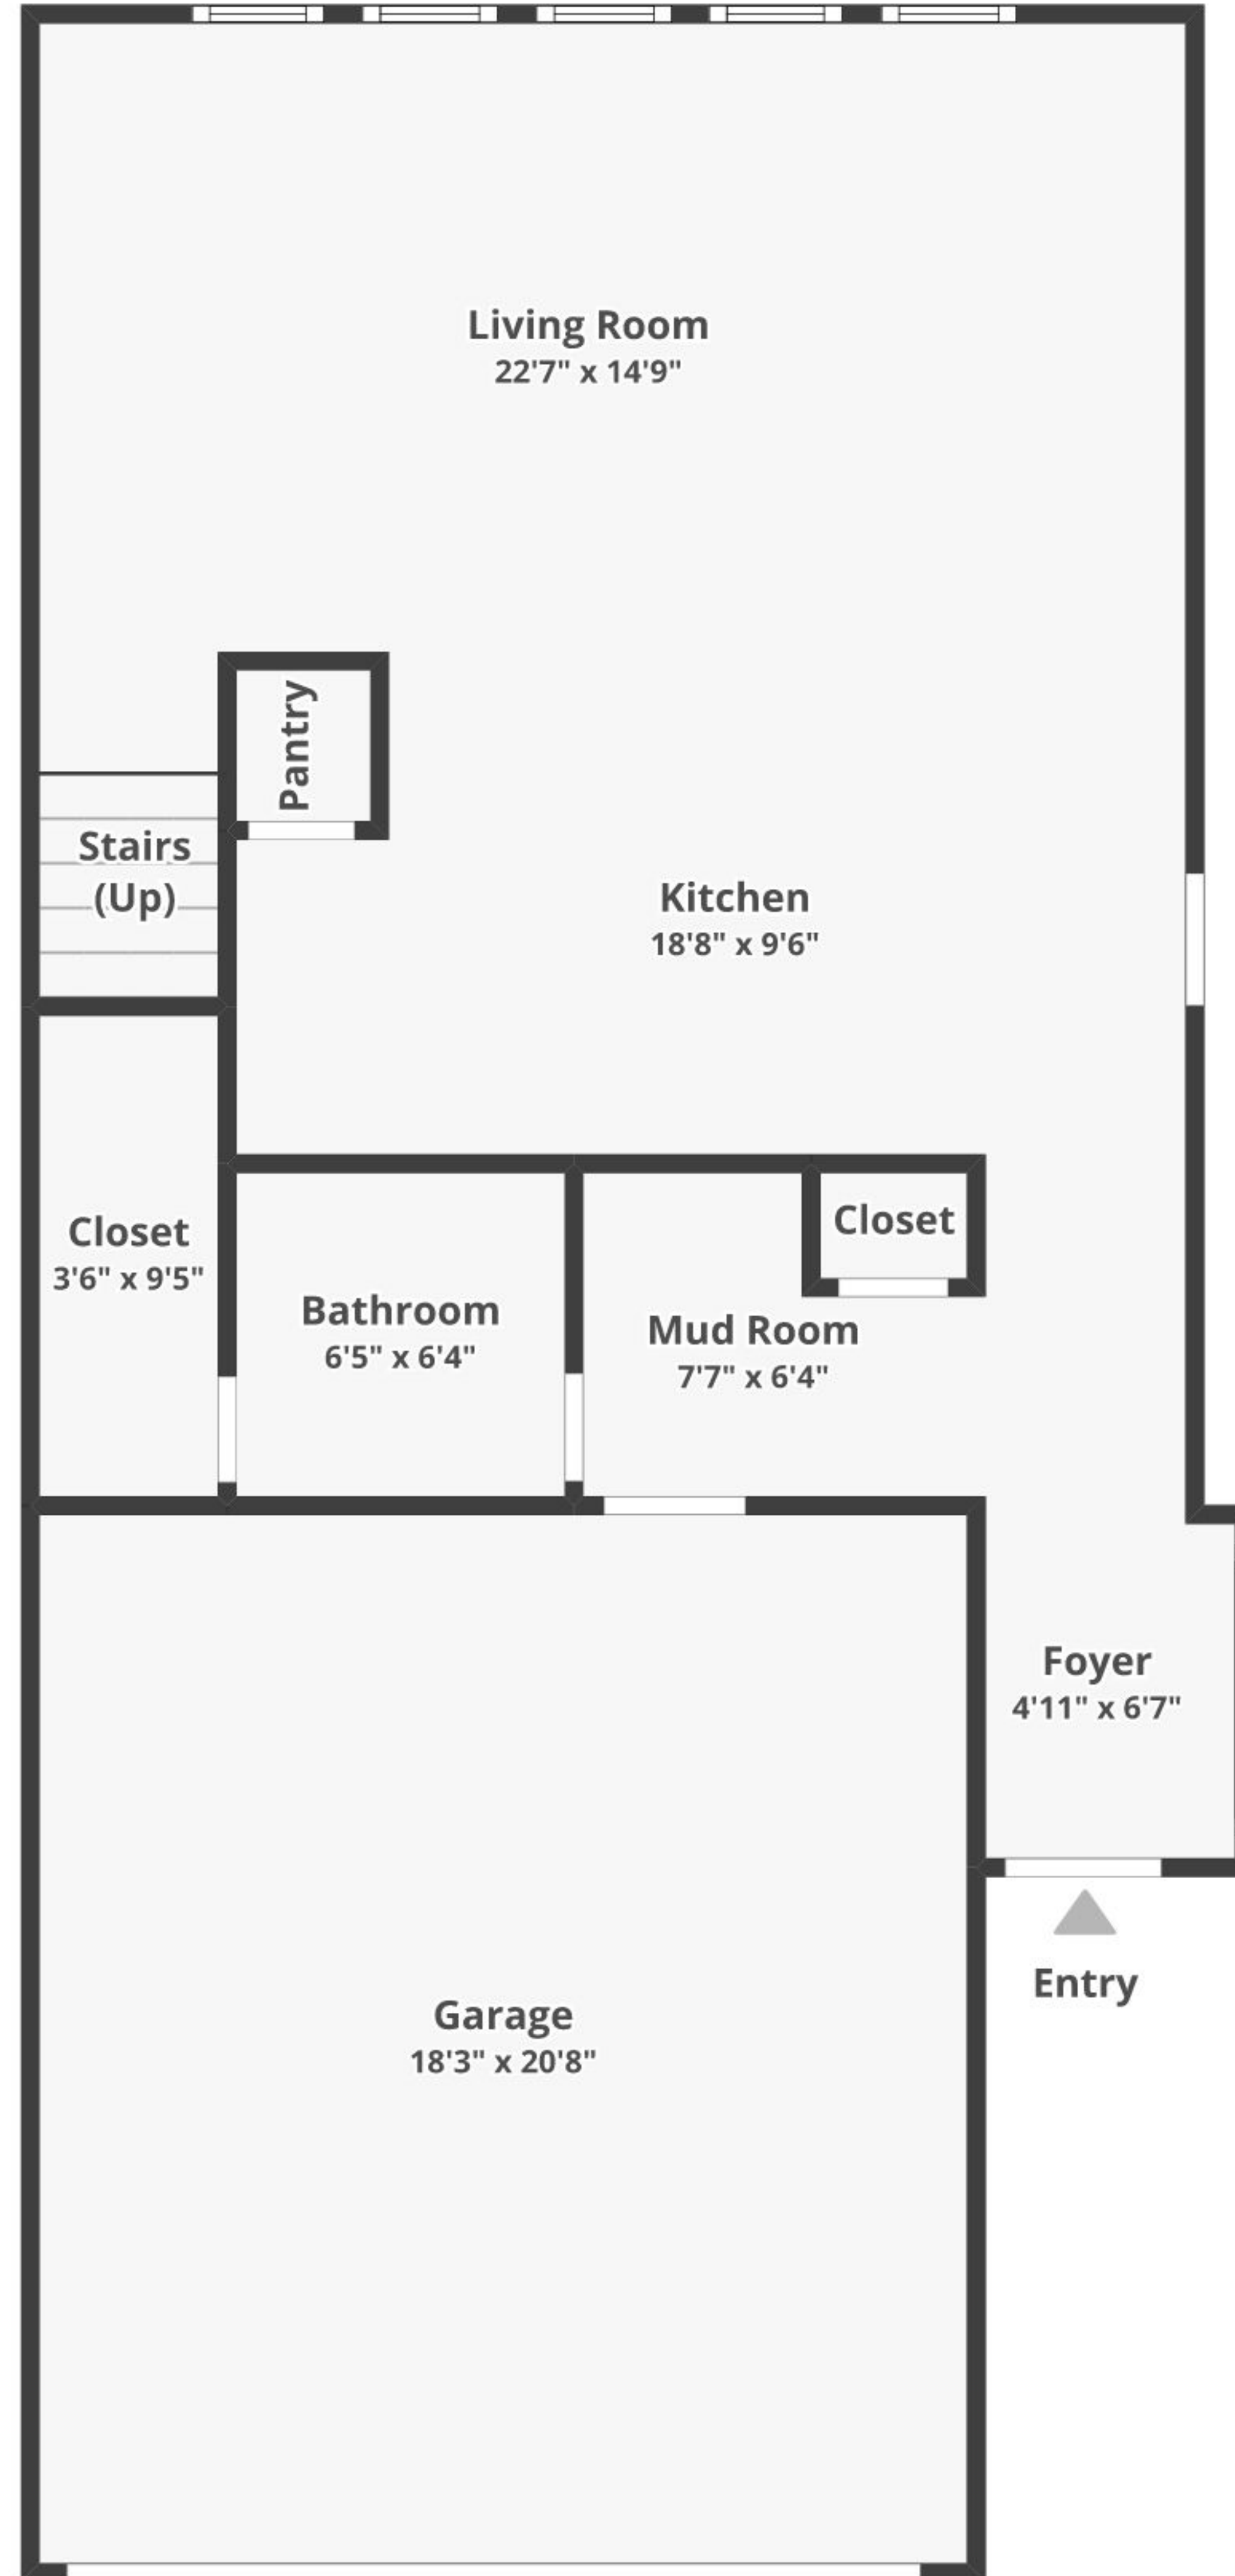 Living Room
22'7" x 14'9"
Pantry
Stairs
(Up)
Kitchen
18'8" x 9'6"
Closet
3'6" x 9'5"
Closet
Bathroom
6'5" x 6'4"
Mud Room
7'7" x 6'4"
Foyer
4'11" x 6'7"
Entry
Garage
18'3" x 20'8"